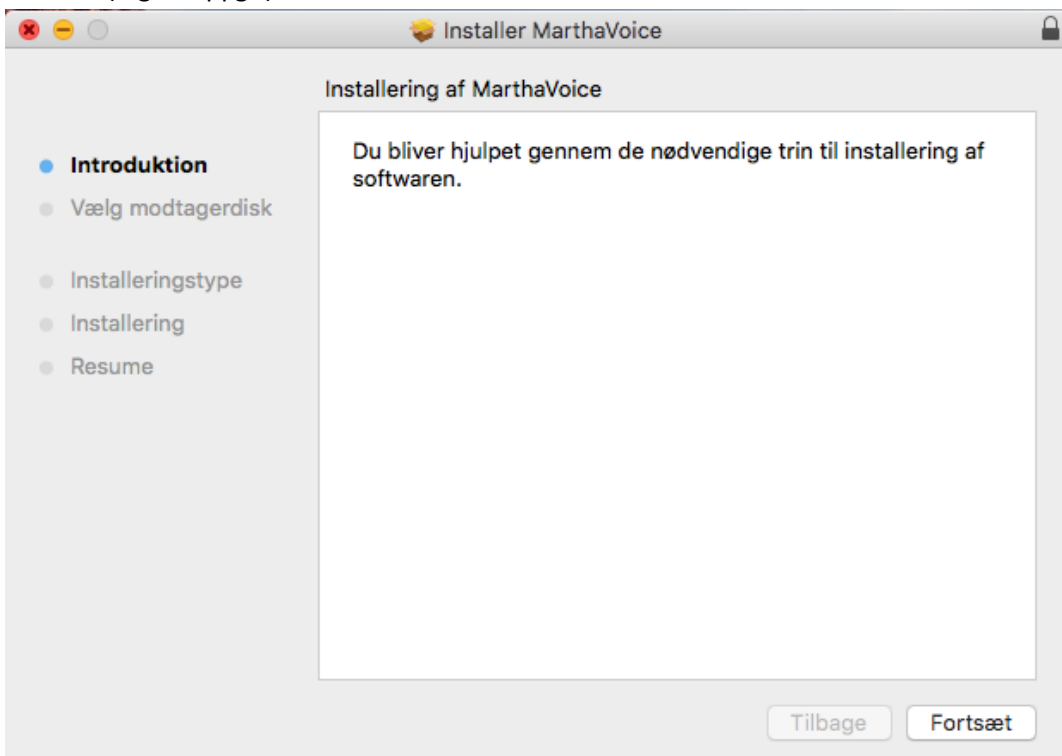 Installer MarthaVoice
Installering af MarthaVoice
Introduktion
Vælg modtagerdisk
Installeringstype
Installering
Resume
Du bliver hjulpet gennem de nødvendige trin til installering af
softwaren.
Tilbage
Fortsæt